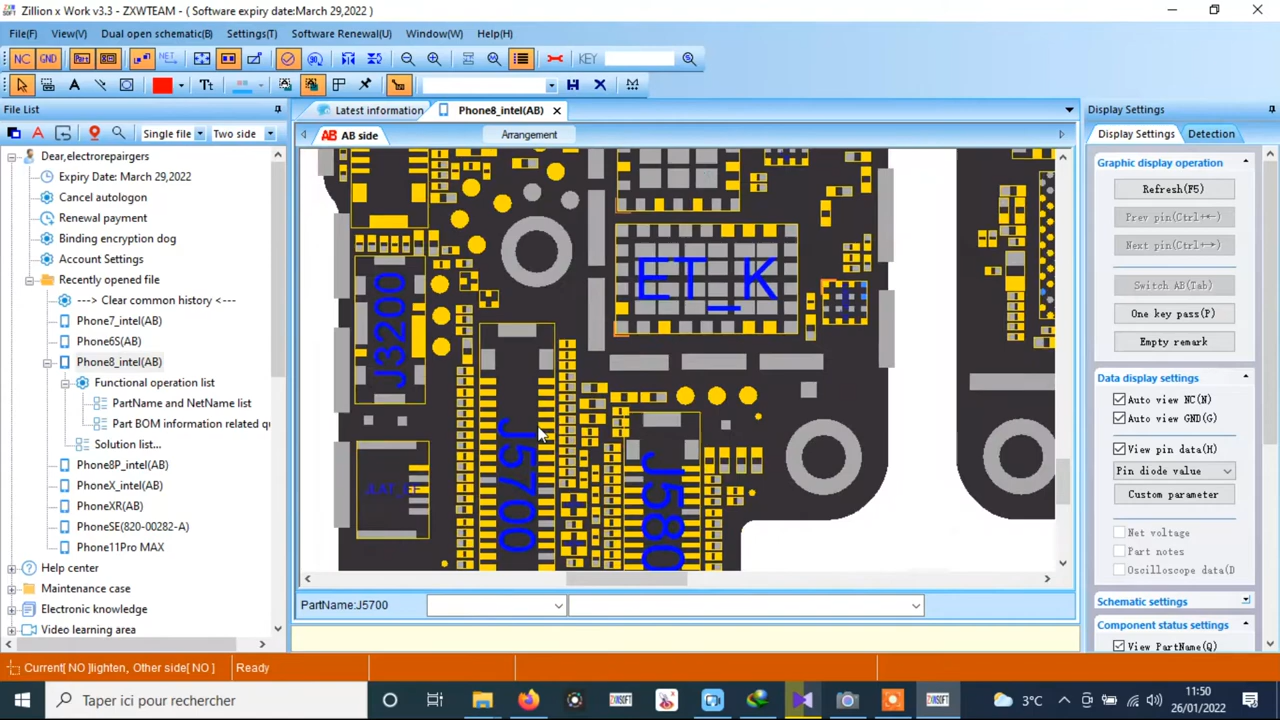 Zillion x Work v3.3 - ZXWTEAM - ( Software expiry date:March 29,2022 )
File(F) View(V) Dual open schematic(B) Settings(T) Software Renewal(U) Window(W) Help(H)
NC GND NET KEY
A Tt
File List
Latest information Phone8_intel(AB)
Display Settings
Single file Two side
AB AB side Arrangement
Display Settings Detection
Dear,electrorepairgers
Expiry Date: March 29,2022
Cancel autologon
Renewal payment
Binding encryption dog
Account Settings
Recently opened file
---> Clear common history <---
Phone7_intel(AB)
Phone6S(AB)
Phone8_intel(AB)
Functional operation list
PartName and NetName list
Part BOM information related q
Solution list...
Phone8P_intel(AB)
PhoneX_intel(AB)
PhoneXR(AB)
PhoneSE(820-00282-A)
Phone11Pro MAX
Help center
Maintenance case
Electronic knowledge
Video learning area
ET_K
J3200
J5700
J580
Graphic display operation
Refresh(F5)
Prev pin(Ctrl+←)
Next pin(Ctrl+→)
Switch AB(Tab)
One key pass(P)
Empty remark
Data display settings
Auto view NC(N)
Auto view GND(G)
View pin data(H)
Pin diode value
Custom parameter
Net voltage
Part notes
Oscilloscope data(D
Schematic settings
Component status settings
View PartName(Q)
PartName:J5700
Current[ NO ]lighten, Other side[ NO ] Ready
Taper ici pour rechercher
3°C
11:50
26/01/2022